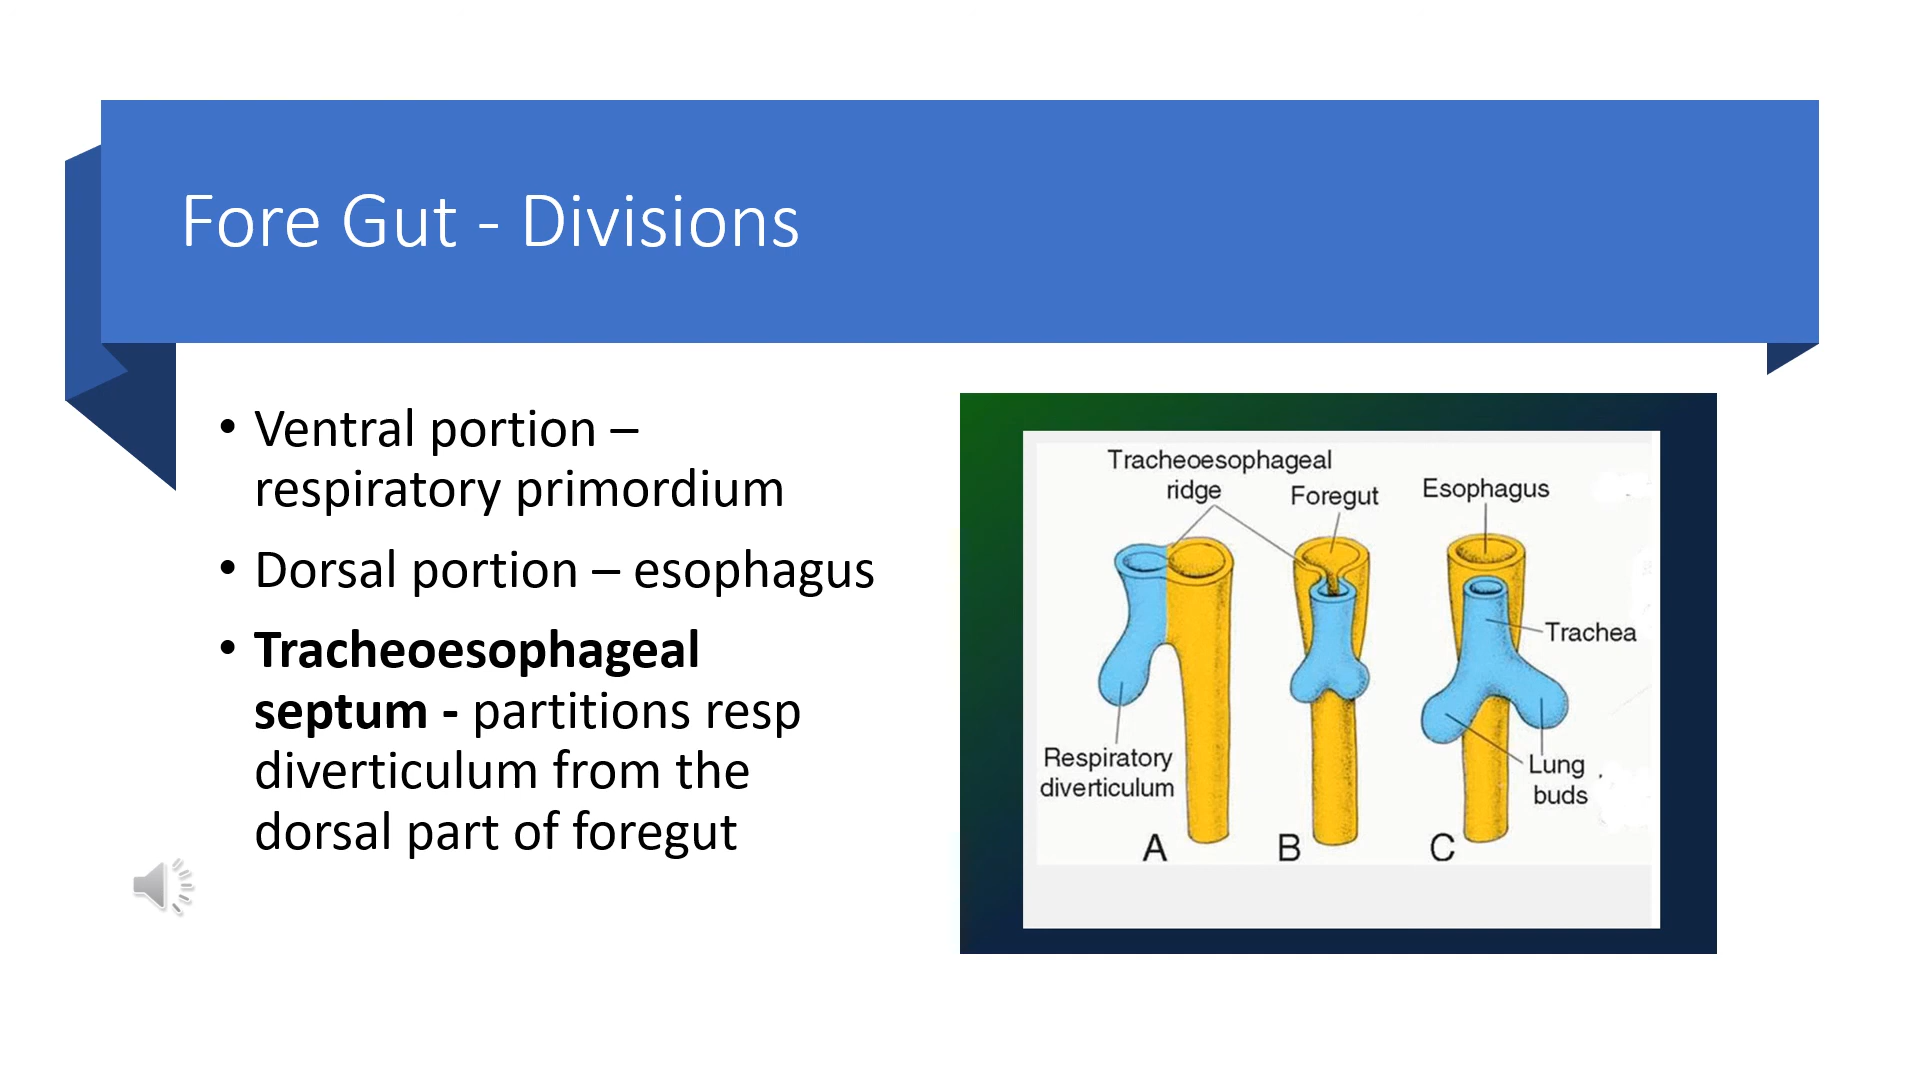 Fore Gut - Divisions
• Ventral portion –
respiratory primordium
• Dorsal portion – esophagus
• Tracheoesophageal
septum - partitions resp
diverticulum from the
dorsal part of foregut
Tracheoesophageal
ridge
Foregut
Esophagus
Trachea
Respiratory
diverticulum
Lung
buds
A
B
C